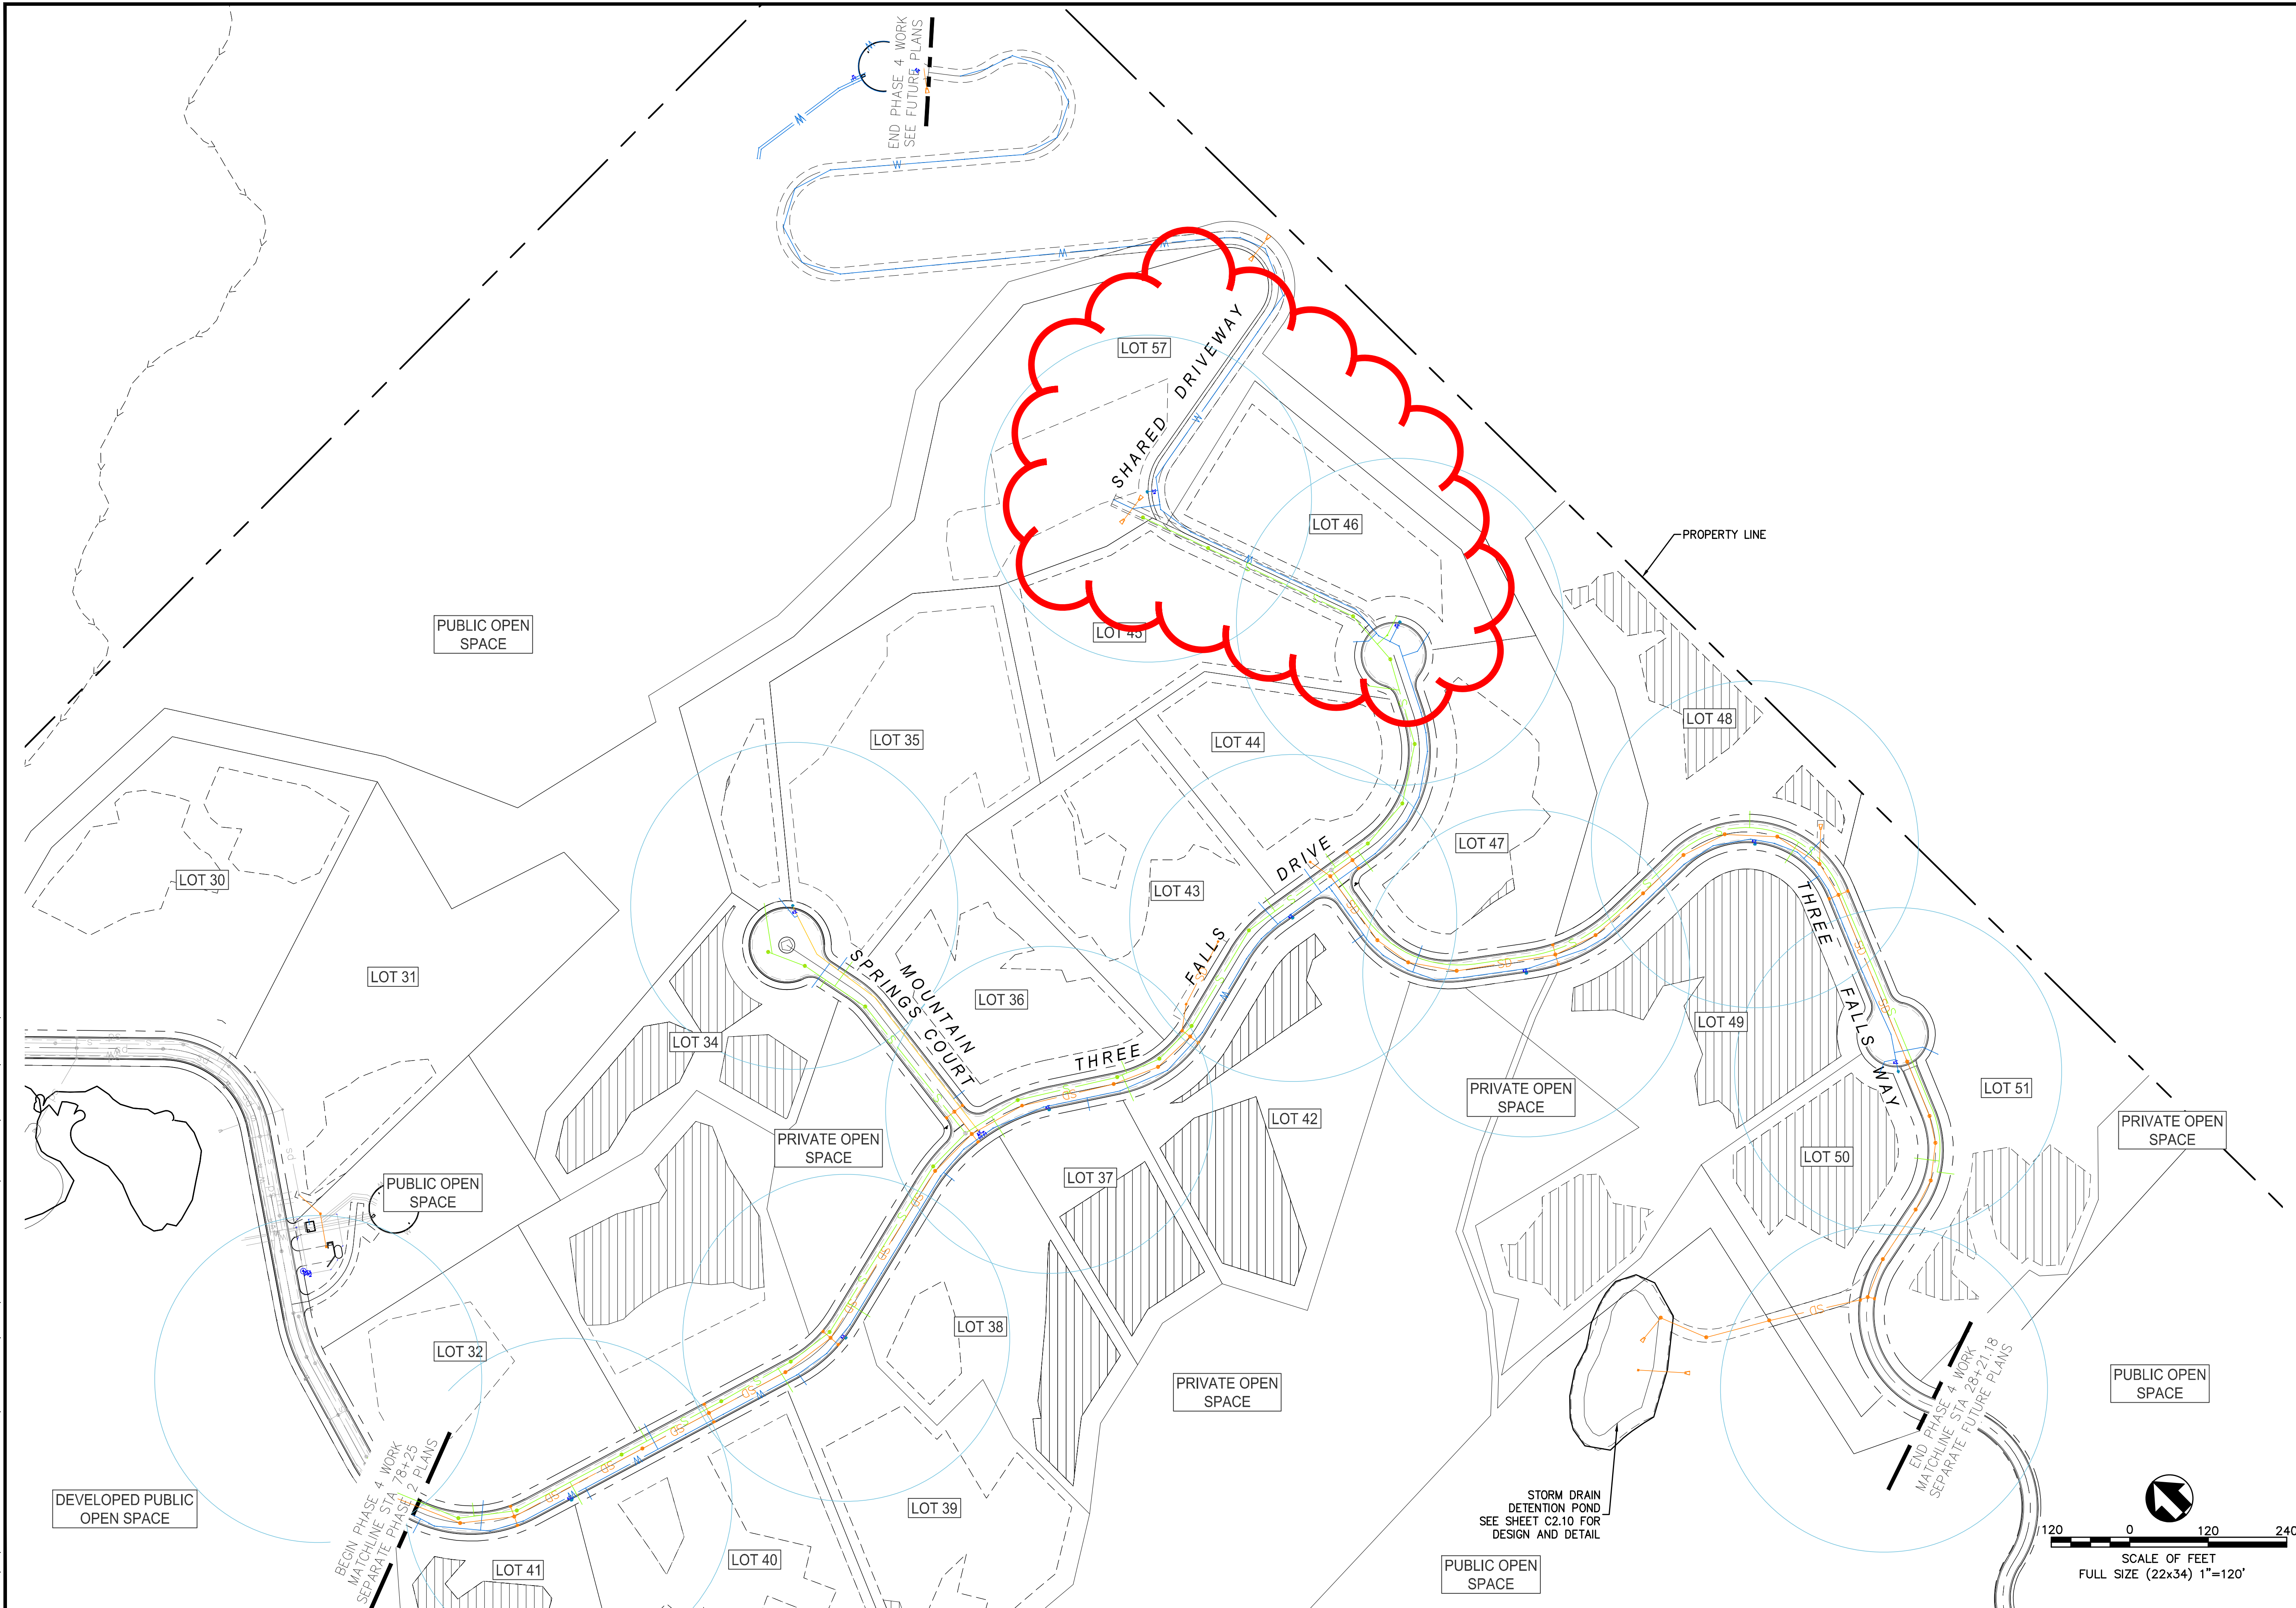 END PHASE 4 WORK
SEE FUTURE PLANS
W
W
W
W
LOT 57
SHARED DRIVEWAY
W
LOT 46
W
PROPERTY LINE
PUBLIC OPEN
SPACE
LOT 45
LOT 48
LOT 35
LOT 44
LOT 47
DRIVE
LOT 30
LOT 43
THREE
FALLS
WAY
FALLS
LOT 31
MOUNTAIN
SPRINGS COURT
LOT 36
SD
SD
SD
LOT 34
LOT 49
THREE
PRIVATE OPEN
SPACE
LOT 51
LOT 42
PRIVATE OPEN
SPACE
PRIVATE OPEN
SPACE
LOT 50
PUBLIC OPEN
SPACE
LOT 37
SD
LOT 38
LOT 32
SD
PRIVATE OPEN
SPACE
PUBLIC OPEN
SPACE
END PHASE 4 WORK
MATCHLINE STA 28+21.18
SEPARATE FUTURE PLANS
BEGIN PHASE 4 WORK
MATCHLINE STA 78+25
SEPARATE PHASE 2 PLANS
DEVELOPED PUBLIC
OPEN SPACE
LOT 39
STORM DRAIN
DETENTION POND
SEE SHEET C2.10 FOR
DESIGN AND DETAIL
LOT 40
LOT 41
PUBLIC OPEN
SPACE
120 0 120 240
SCALE OF FEET
FULL SIZE (22x34) 1"=120'